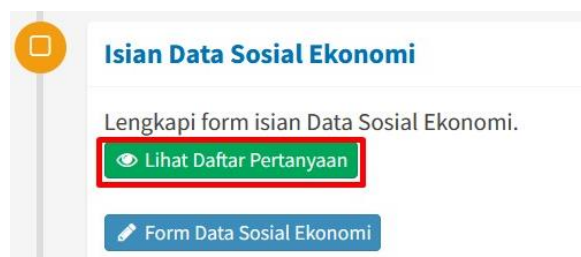 Isian Data Sosial Ekonomi
Lengkapi form isian Data Sosial Ekonomi.
Lihat Daftar Pertanyaan
Form Data Sosial Ekonomi